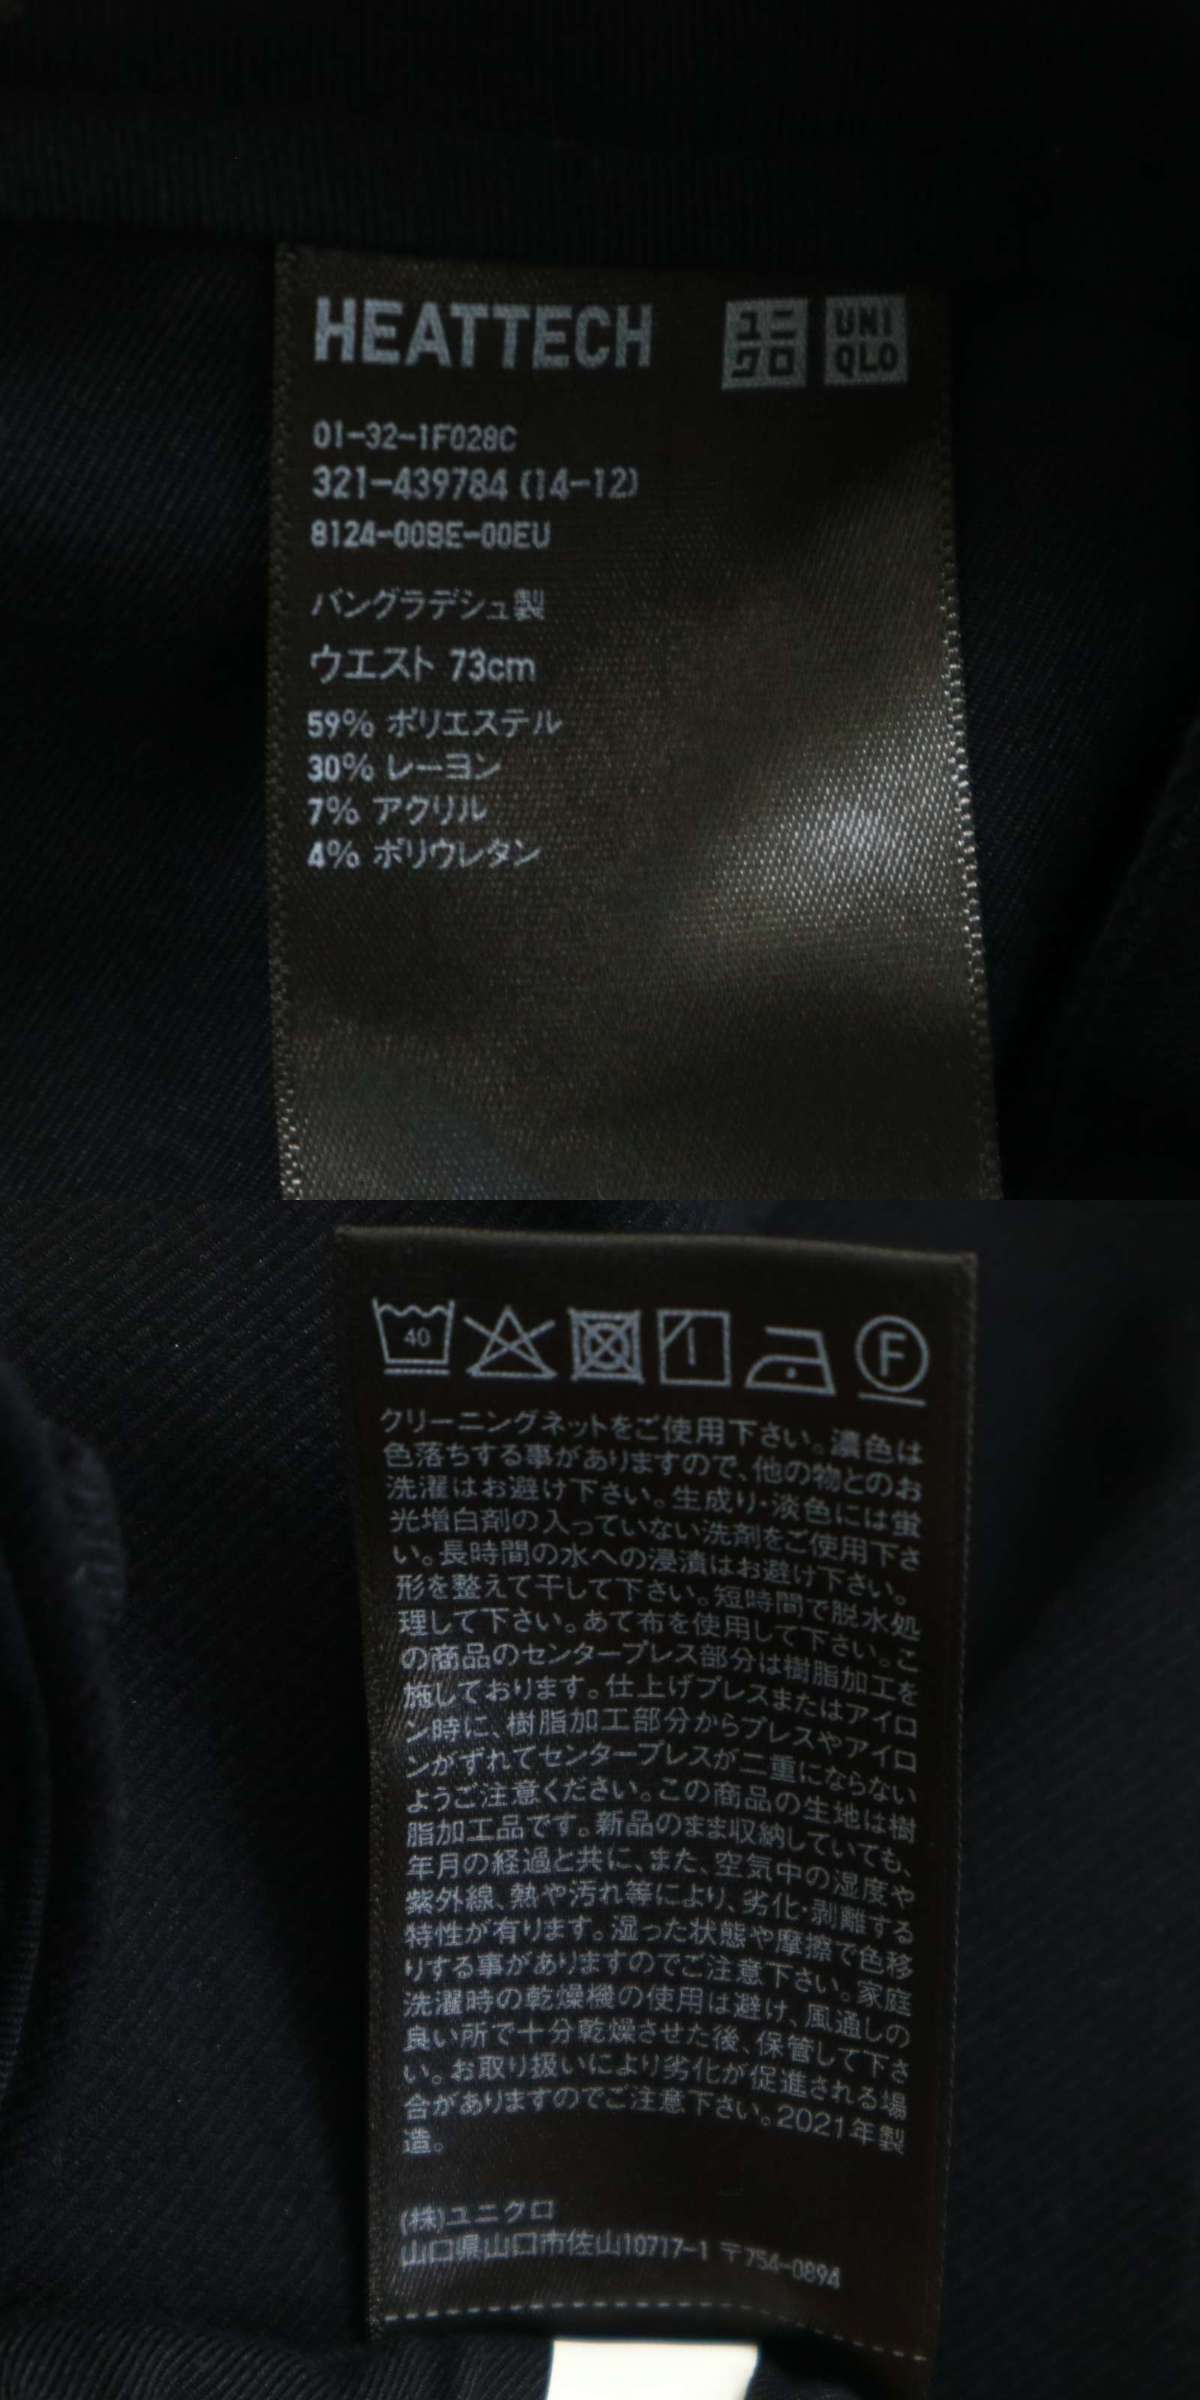 HEATTECH
ユニ
クロ
UNI
QLO
01-32-1F028C
321-439784 (14-12)
8124-00BE-00EU
バングラデシュ製
ウエスト 73cm
59% ポリエステル
30% レーヨン
7% アクリル
4% ポリウレタン
40
F
クリーニングネットをご使用下さい。濃色は
色落ちする事がありますので、他の物とのお
洗濯はお避け下さい。生成り・淡色には蛍
光増白剤の入っていない洗剤をご使用下さ
い。長時間の水への浸漬はお避け下さい。
形を整えて干して下さい。短時間で脱水処
理して下さい。あて布を使用して下さい。こ
の商品のセンタープレス部分は樹脂加工を
施しております。仕上げプレスまたはアイロ
ン時に、樹脂加工部分からプレスやアイロ
ンがずれてセンタープレスが二重にならない
ようご注意ください。この商品の生地は樹
脂加工品です。新品のまま収納していても、
年月の経過と共に、また、空気中の湿度や
紫外線、熱や汚れ等により、劣化・剥離する
特性が有ります。湿った状態や摩擦で色移
りする事がありますのでご注意下さい。家庭
洗濯時の乾燥機の使用は避け、風通しの
良い所で十分乾燥させた後、保管して下さ
い。お取り扱いにより劣化が促進される場
合がありますのでご注意下さい。2021年製
造。
(株)ユニクロ
山口県山口市佐山10717-1 〒754-0894